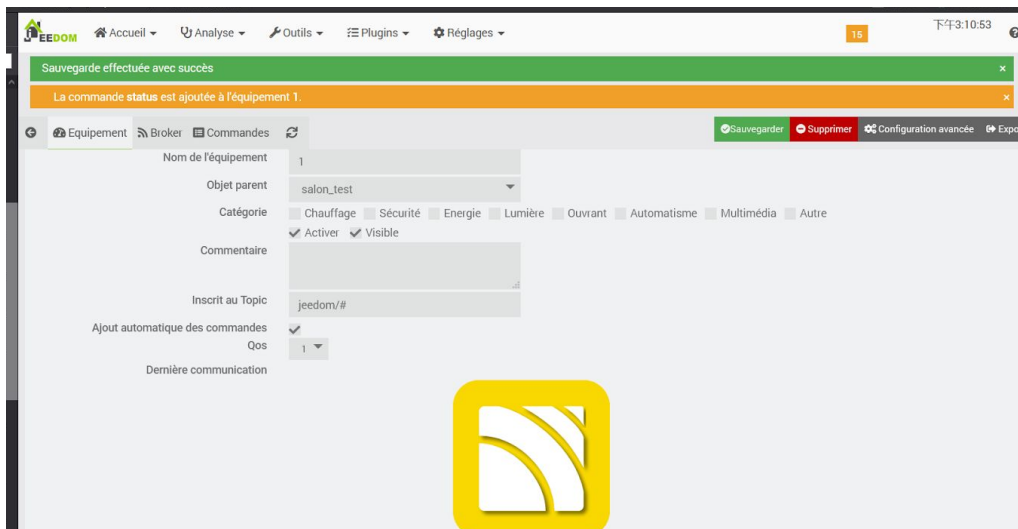 JEEDOM Accueil Analyse Outils Plugins Réglages 15 下午3:10:53
Sauvegarde effectuée avec succès ×
La commande status est ajoutée à l'équipement 1. ×
Equipement Broker Commandes Sauvegarder Supprimer Configuration avancée Expo
Nom de l'équipement 1
Objet parent salon_test
Catégorie Chauffage Sécurité Energie Lumière Ouvrant Automatisme Multimédia Autre
Activer Visible
Commentaire
Inscrit au Topic jeedom/#
Ajout automatique des commandes
Qos 1
Dernière communication